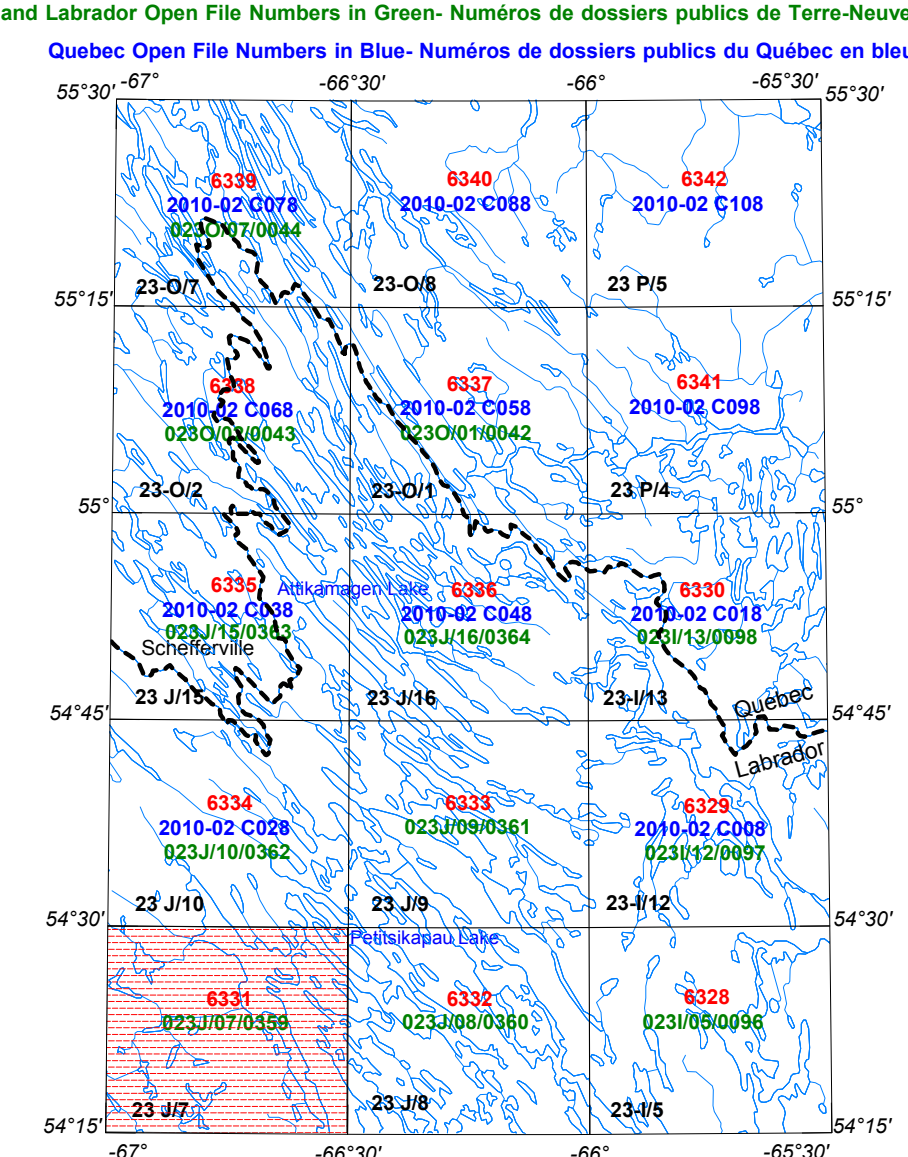 and Labrador Open File Numbers in Green- Numéros de dossiers publics de Terre-Neuve
Quebec Open File Numbers in Blue- Numéros de dossiers publics du Québec en bleu
-67° -66°30' -66° -65°30'
55°30' 55°30'
6339 6340 6342
2010-02 C078 2010-02 C088 2010-02 C108
023O/07/0044
23-O/7 23-O/8 23 P/5
55°15' 55°15'
6338 6337 6341
2010-02 C068 2010-02 C058 2010-02 C098
023O/02/0043 023O/01/0042
23-O/2 23-O/1 23 P/4
55° 55°
6335 Attikamagen Lake 6336 6330
2010-02 C038 2010-02 C048 2010-02 C018
023J/15/0363 023J/16/0364 023I/13/0098
Schefferville
23 J/15 23 J/16 23-I/13
Québec
54°45' 54°45'
Labrador
6334 6333 6329
2010-02 C028 023J/09/0361 2010-02 C008
023J/10/0362 023I/12/0097
23 J/10 23 J/9 23-I/12
54°30' 54°30'
Petitsikapau Lake
6331 6332 6328
023J/07/0359 023J/08/0360 023I/05/0096
23 J/7 23 J/8 23-I/5
54°15' 54°15'
-67° -66°30' -66° -65°30'